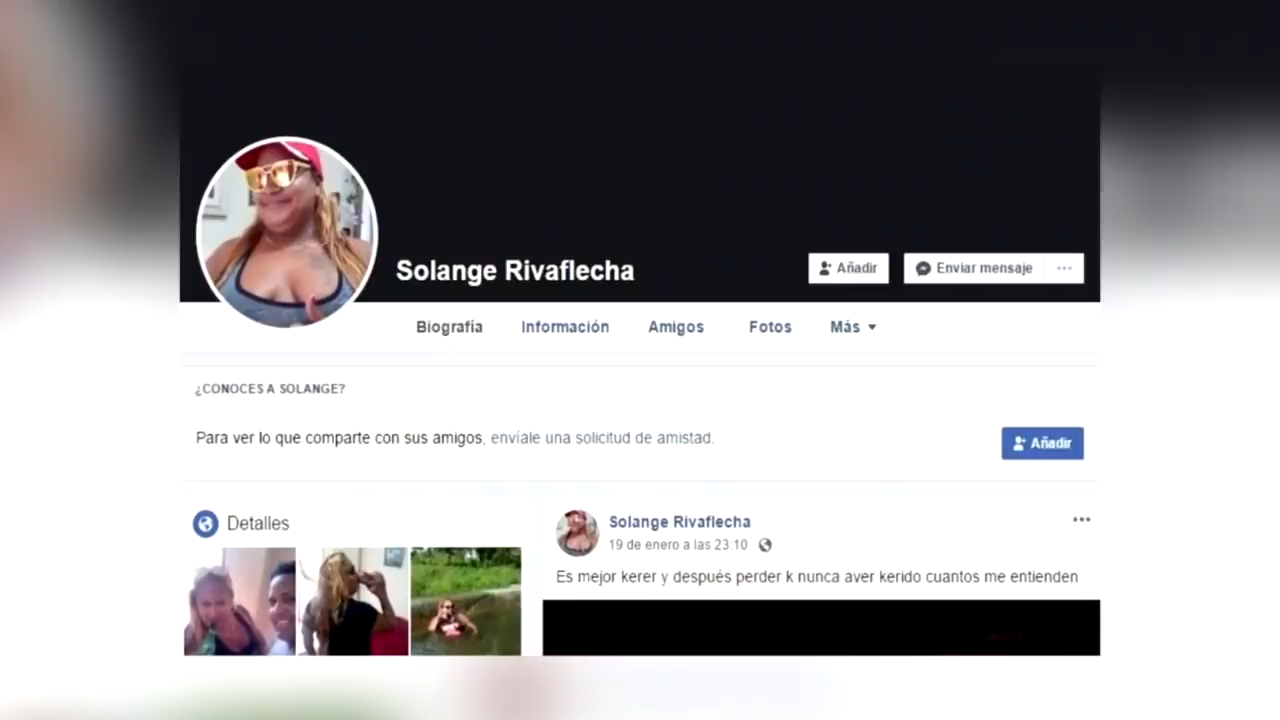 Solange Rivaflecha
Añadir
Enviar mensaje
Biografía
Información
Amigos
Fotos
Más
¿CONOCES A SOLANGE?
Para ver lo que comparte con sus amigos, envíale una solicitud de amistad.
Añadir
Detalles
Solange Rivaflecha
19 de enero a las 23.10
Es mejor kerer y después perder k nunca aver kerido cuantos me entienden